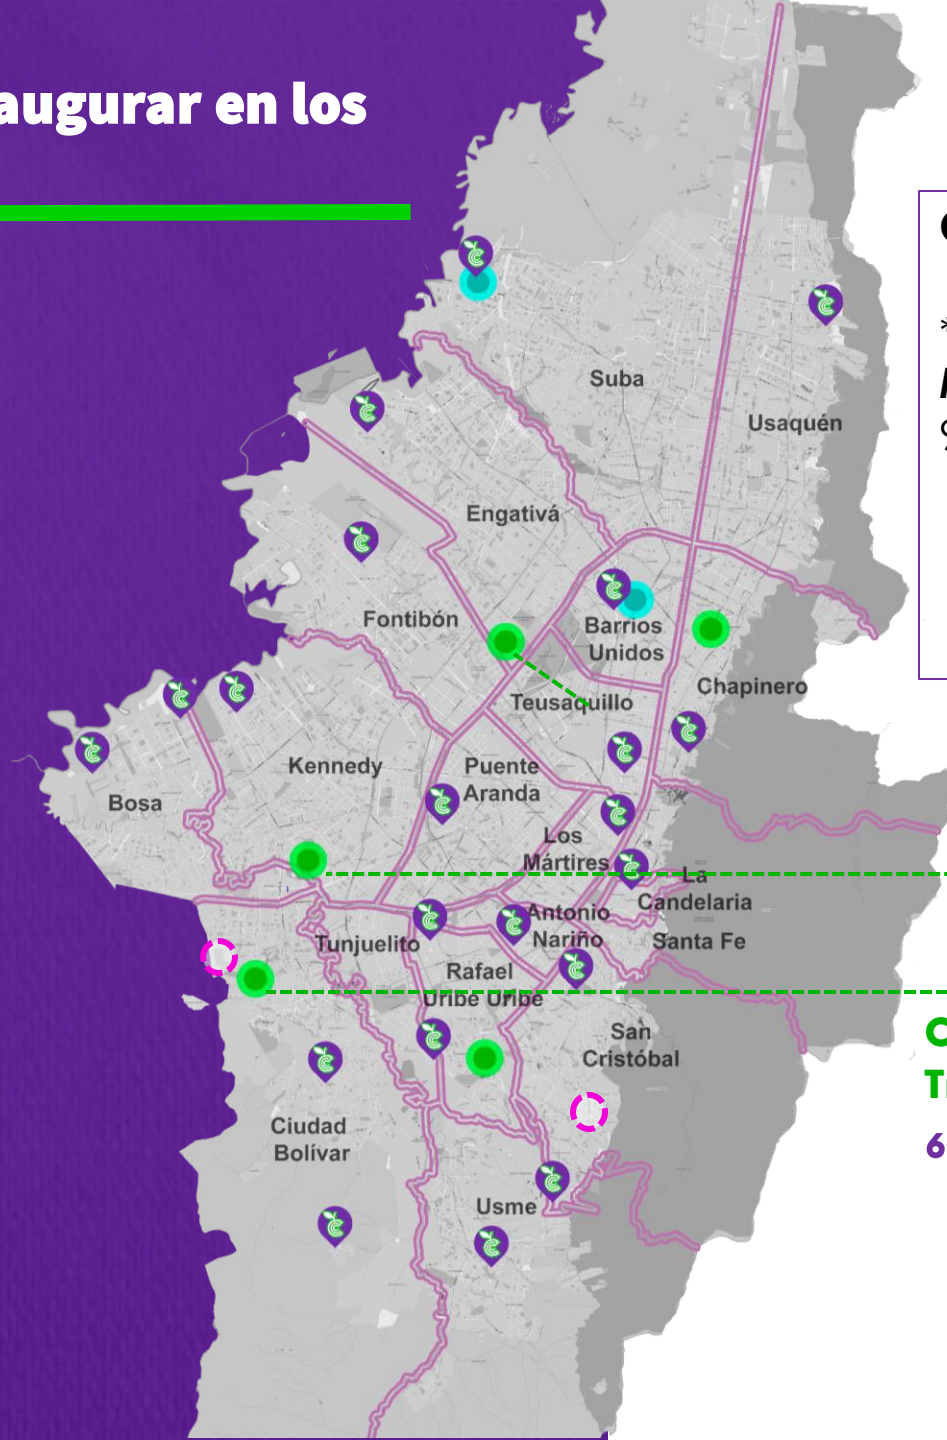 augurar en los
Suba
Usaquén
Engativá
Fontibón
Barrios
Unidos
Chapinero
Teusaquillo
Kennedy
Puente
Aranda
Bosa
Los
Mártires
La
Candelaria
Antonio
Nariño
Tunjuelito
Santa Fe
Rafael
Uribe Uribe
San
Cristóbal
Ciudad
Bolívar
Usme
*
6